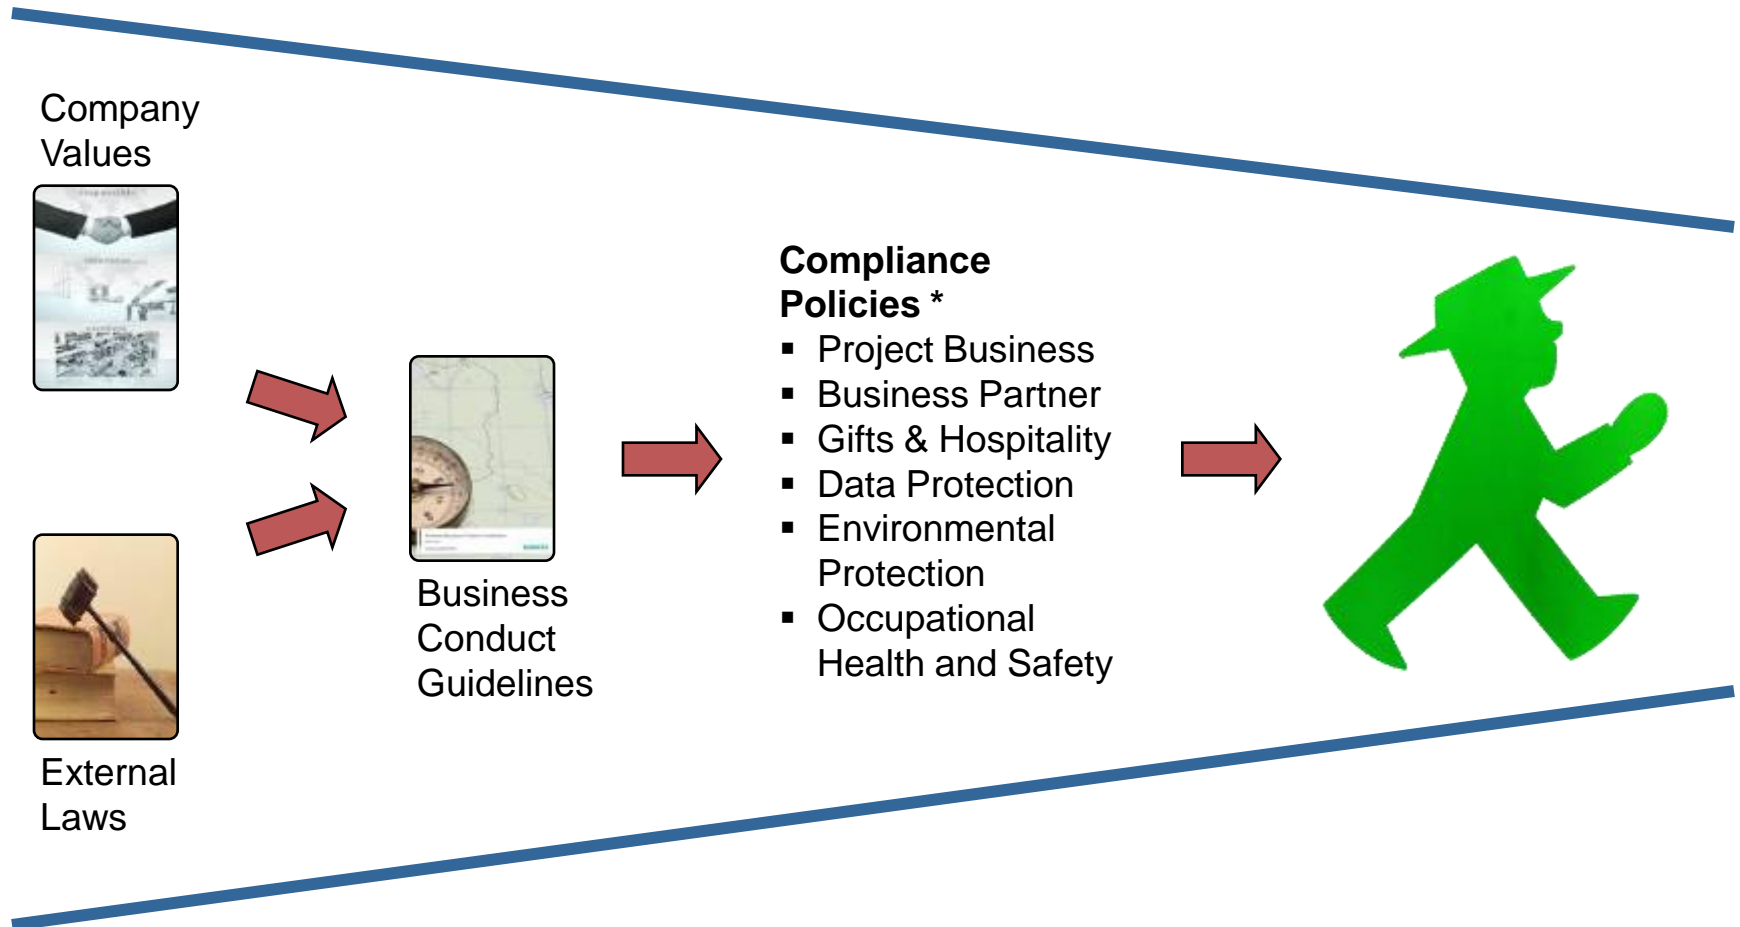 Company
Values
Compliance
Policies *
▪ Project Business
▪ Business Partner
▪ Gifts & Hospitality
▪ Data Protection
▪ Environmental
Protection
▪ Occupational
Health and Safety
Business
Conduct
Guidelines
External
Laws